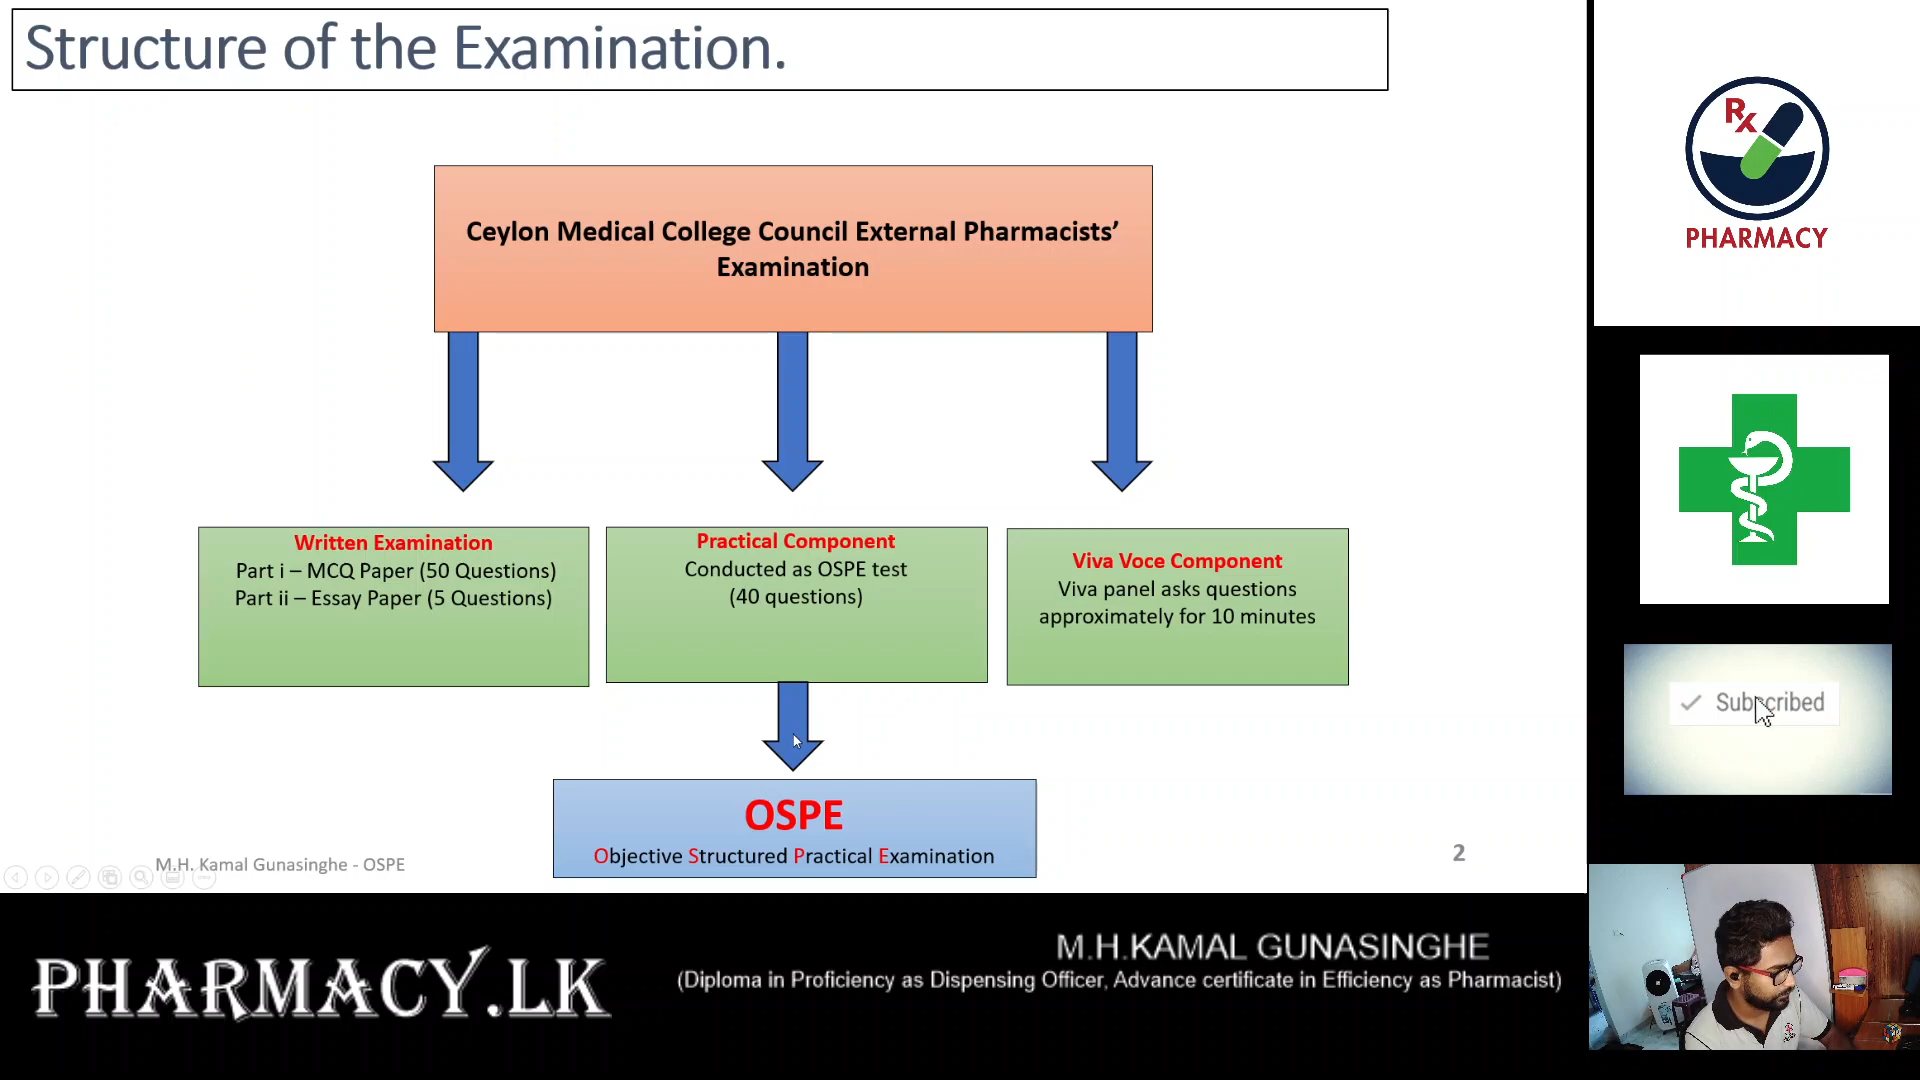 Structure of the Examination.
Ceylon Medical College Council External Pharmacists’
Examination
Written Examination
Part i – MCQ Paper (50 Questions)
Part ii – Essay Paper (5 Questions)
Practical Component
Conducted as OSPE test
(40 questions)
Viva Voce Component
Viva panel asks questions
approximately for 10 minutes
OSPE
Objective Structured Practical Examination
M.H. Kamal Gunasinghe - OSPE
2
Rx
PHARMACY
Subscribed
PHARMACY.LK
M.H.KAMAL GUNASINGHE
(Diploma in Proficiency as Dispensing Officer, Advance certificate in Efficiency as Pharmacist)